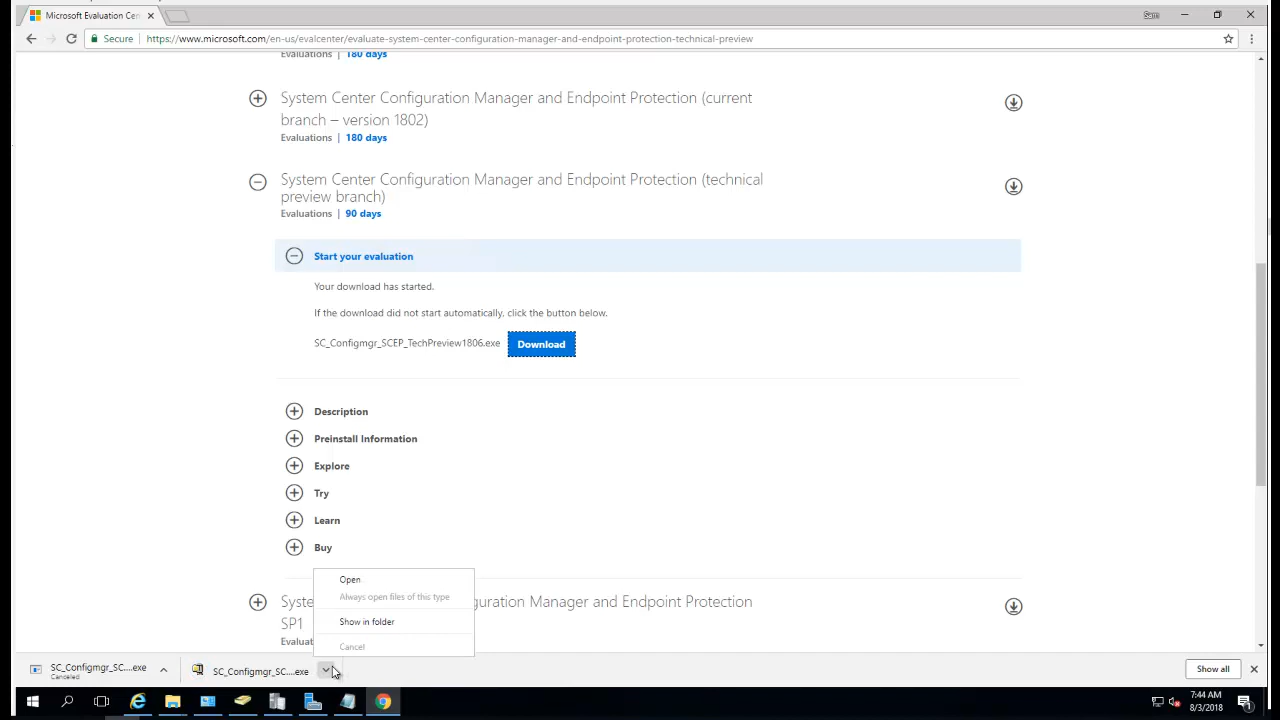 Microsoft Evaluation Cen
Sam
Secure
https://www.microsoft.com/en-us/evalcenter/evaluate-system-center-configuration-manager-and-endpoint-protection-technical-preview
Evaluations | 180 days
System Center Configuration Manager and Endpoint Protection (current
branch – version 1802)
Evaluations | 180 days
System Center Configuration Manager and Endpoint Protection (technical
preview branch)
Evaluations | 90 days
Start your evaluation
Your download has started.
If the download did not start automatically, click the button below.
SC_Configmgr_SCEP_TechPreview1806.exe Download
Description
Preinstall Information
Explore
Try
Learn
Buy
Open
Always open files of this type
Show in folder
Cancel
Syste
guration Manager and Endpoint Protection
SP1
Evaluat
SC_Configmgr_SC....exe
Canceled
SC_Configmgr_SC....exe
Show all
7:44 AM
8/3/2018
1